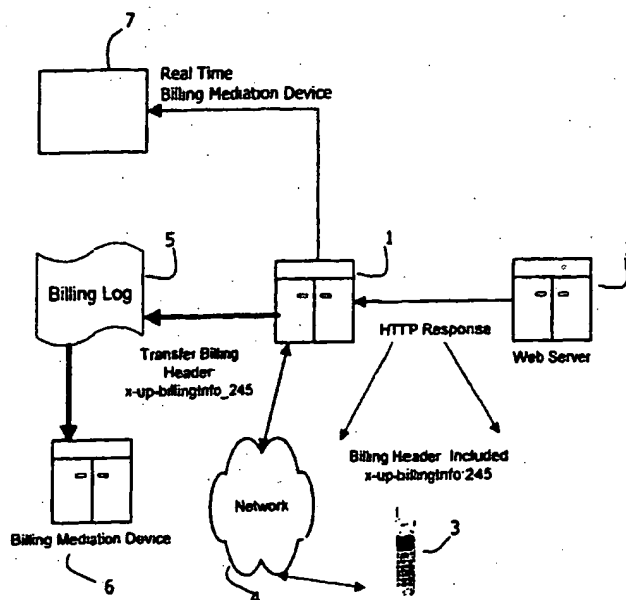 7
Real Time
Billing Mediation Device
5
1
Billing Log
HTTP Response
Web Server
Transfer Billing
Header
x-up-billingInfo_245
Billing Header Included
x-up-billingInfo:245
Network
3
Billing Mediation Device
6
4